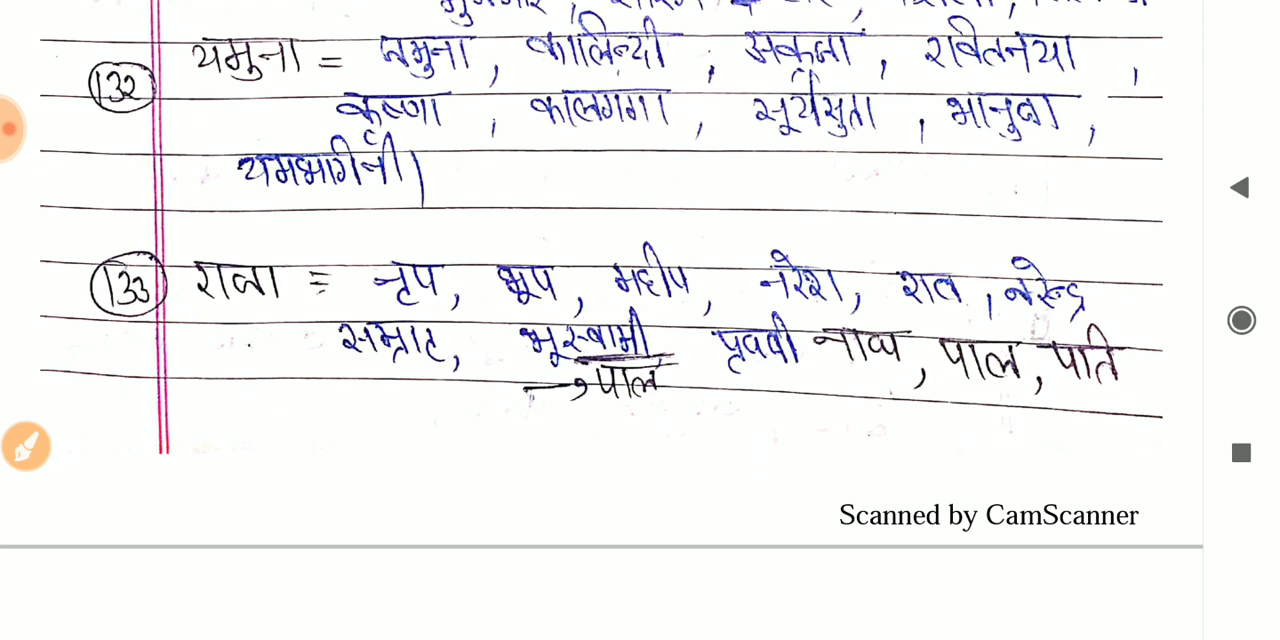 132 यमुना = जमुना, कालिन्दी, अर्कजा, रवितनया,
कृष्णा, कालगंगा, सूर्यसुता, भानुजा,
यमभगिनी।
133 राजा = नृप, भूप, महीप, नरेश, राव, नरेन्द्र
सम्राट, भूस्वामी पृथ्वी नाथ, पाल, पति
→ पाल
Scanned by CamScanner